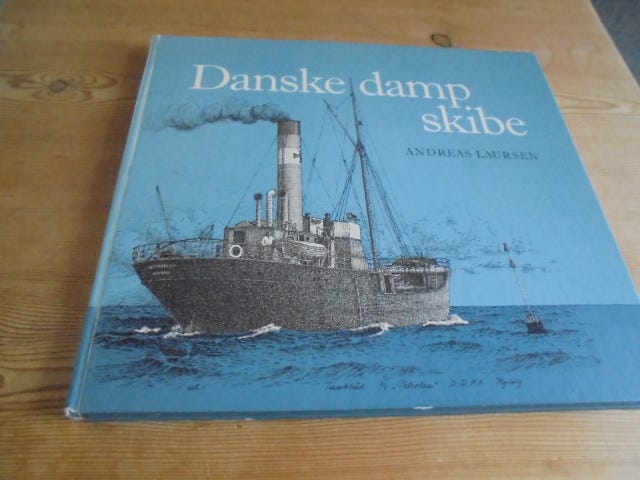 Danske damp
skibe
ANDREAS LAURSEN
D.D.P.A